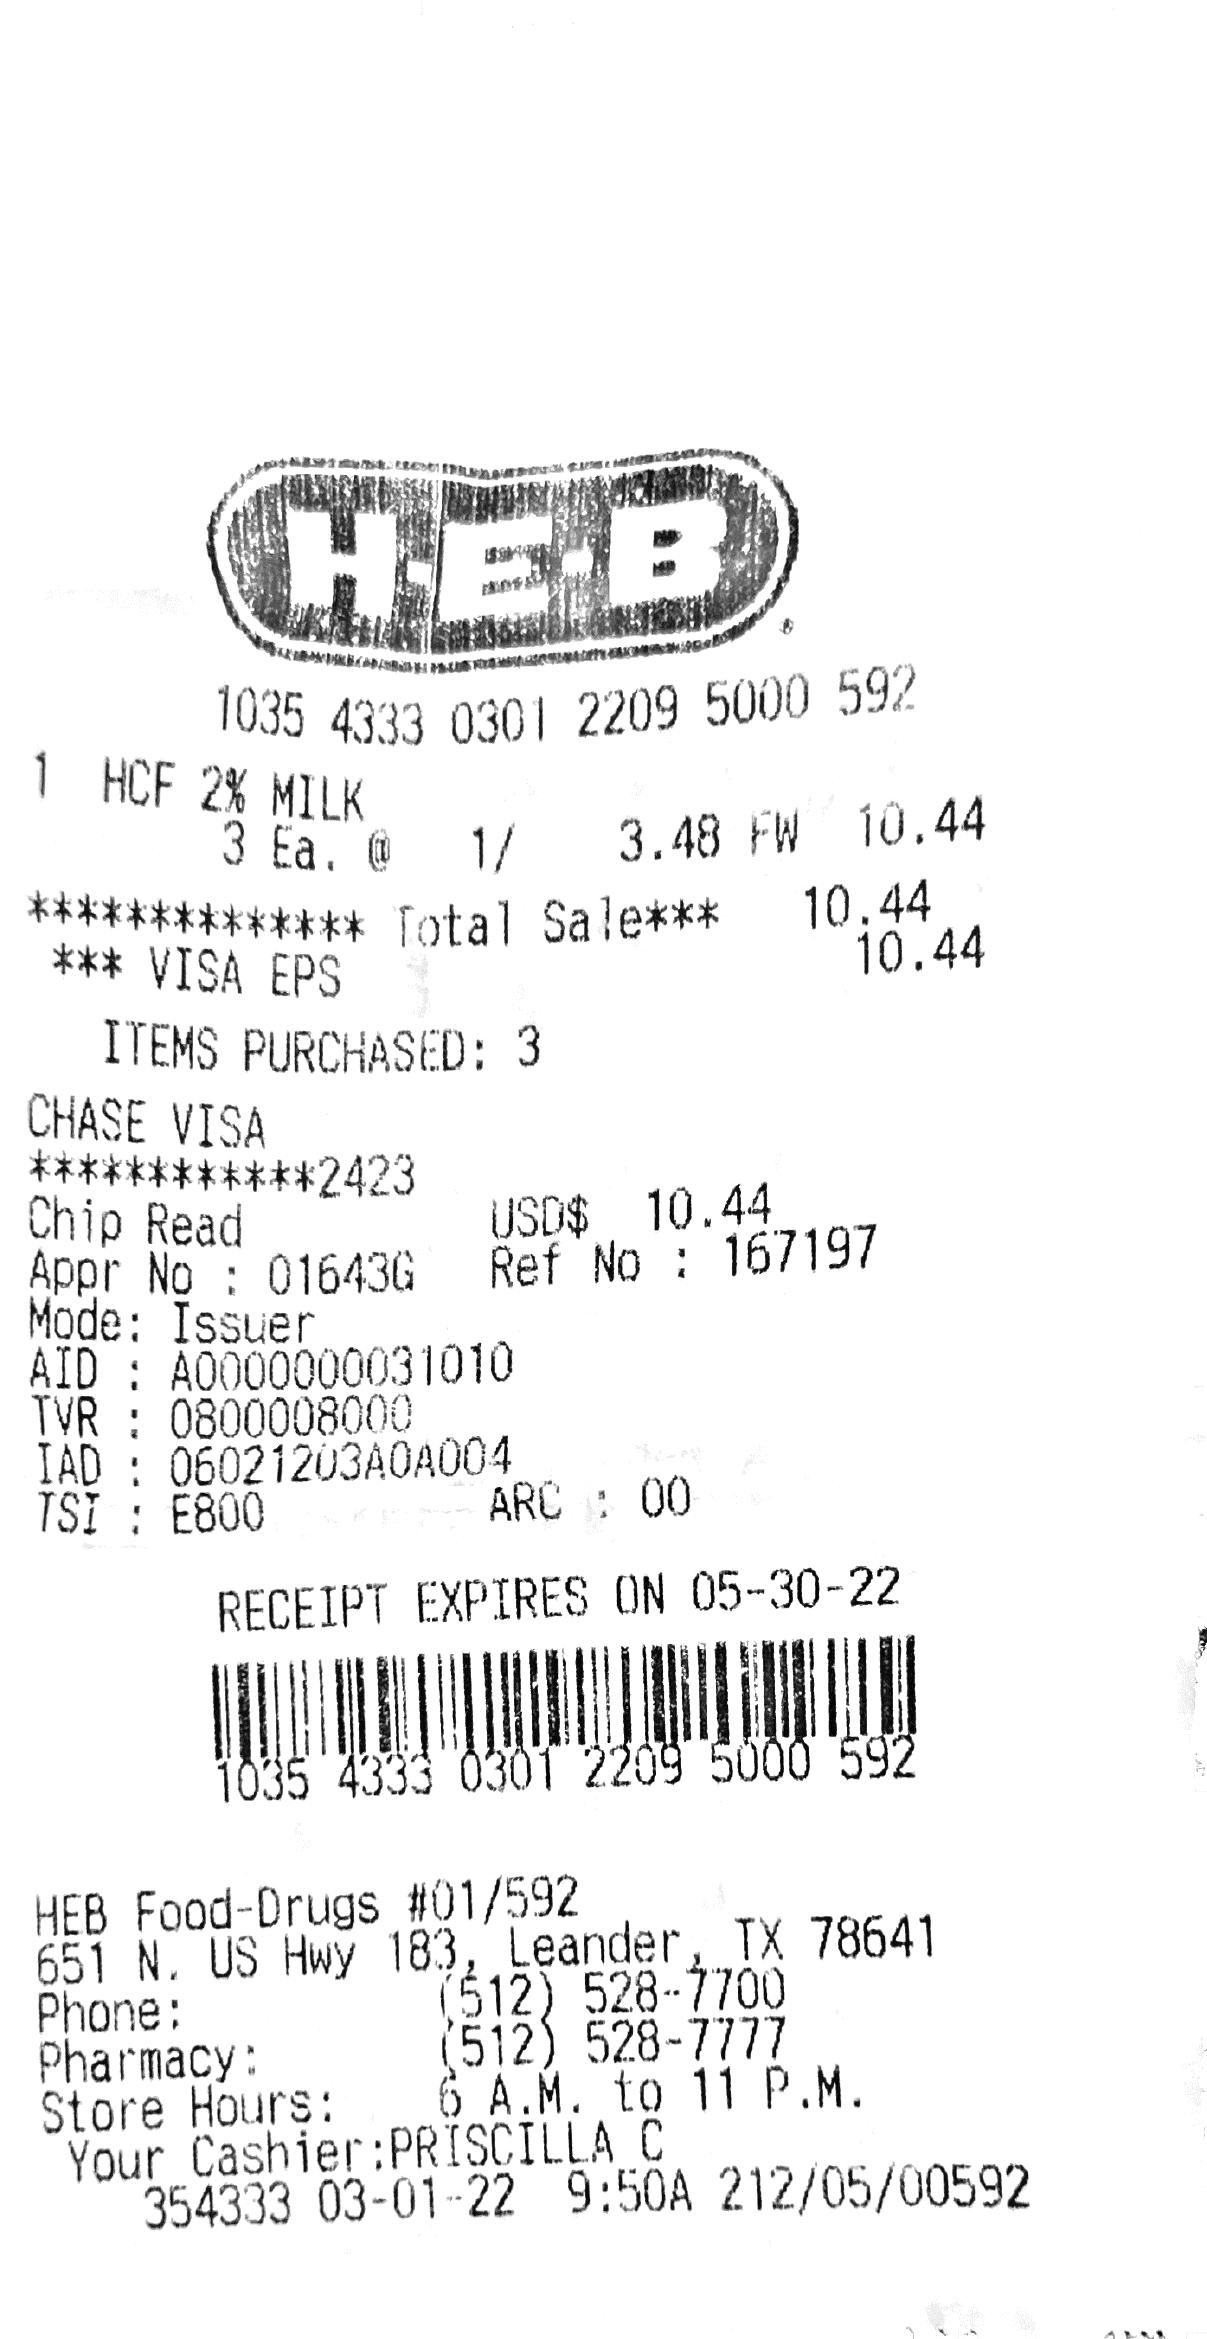 H-E-B
1035 4333 0301 2209 5000 592
1 HCF 2% MILK
3 Ea. @ 1/ 3.48 FW 10.44
************** Total Sale*** 10.44
*** VISA EPS 10.44
ITEMS PURCHASED: 3
CHASE VISA
************2423
Chip Read USD$ 10.44
Appr No : 01643G Ref No : 167197
Mode: Issuer
AID : A0000000031010
TVR : 0800008000
IAD : 06021203A0A004
TSI : E800 ARC : 00
RECEIPT EXPIRES ON 05-30-22
1035 4333 0301 2209 5000 592
HEB Food-Drugs #01/592
651 N. US Hwy 183, Leander, TX 78641
Phone: (512) 528-7700
Pharmacy: (512) 528-7777
Store Hours: 6 A.M. to 11 P.M.
Your Cashier:PRISCILLA C
354333 03-01-22 9:50A 212/05/00592